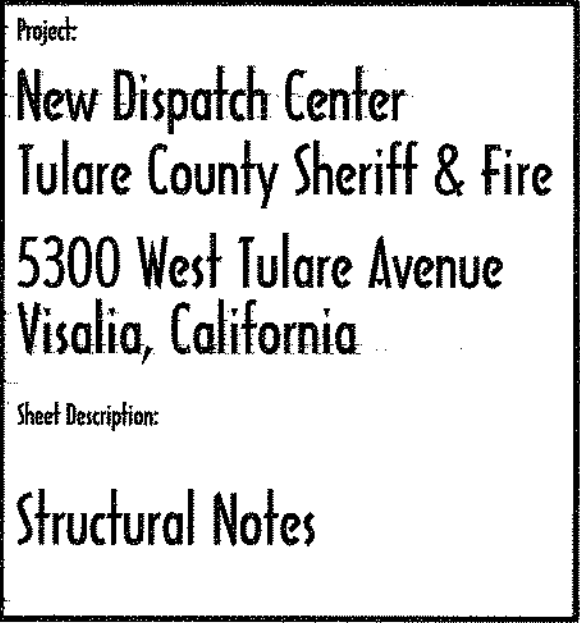 Project:
New Dispatch Center
Tulare County Sheriff & Fire
5300 West Tulare Avenue
Visalia, California
Sheet Description:
Structural Notes